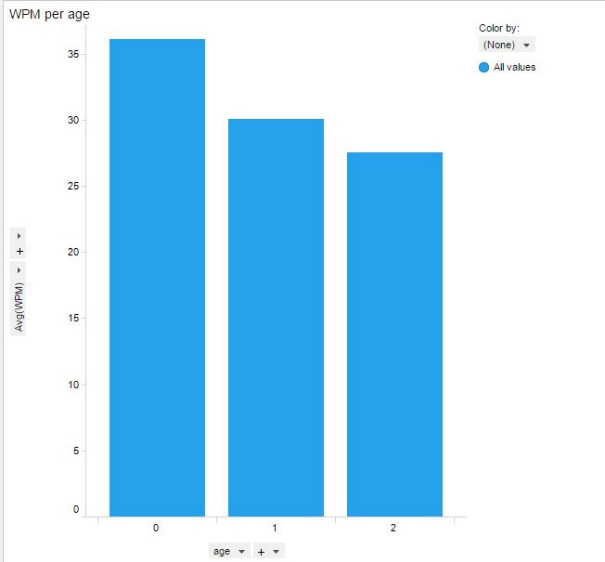 WPM per age
Color by:
(None)
All values
35
30
25
20
15
10
5
0
+
Avg(WPM)
0 1 2
age +